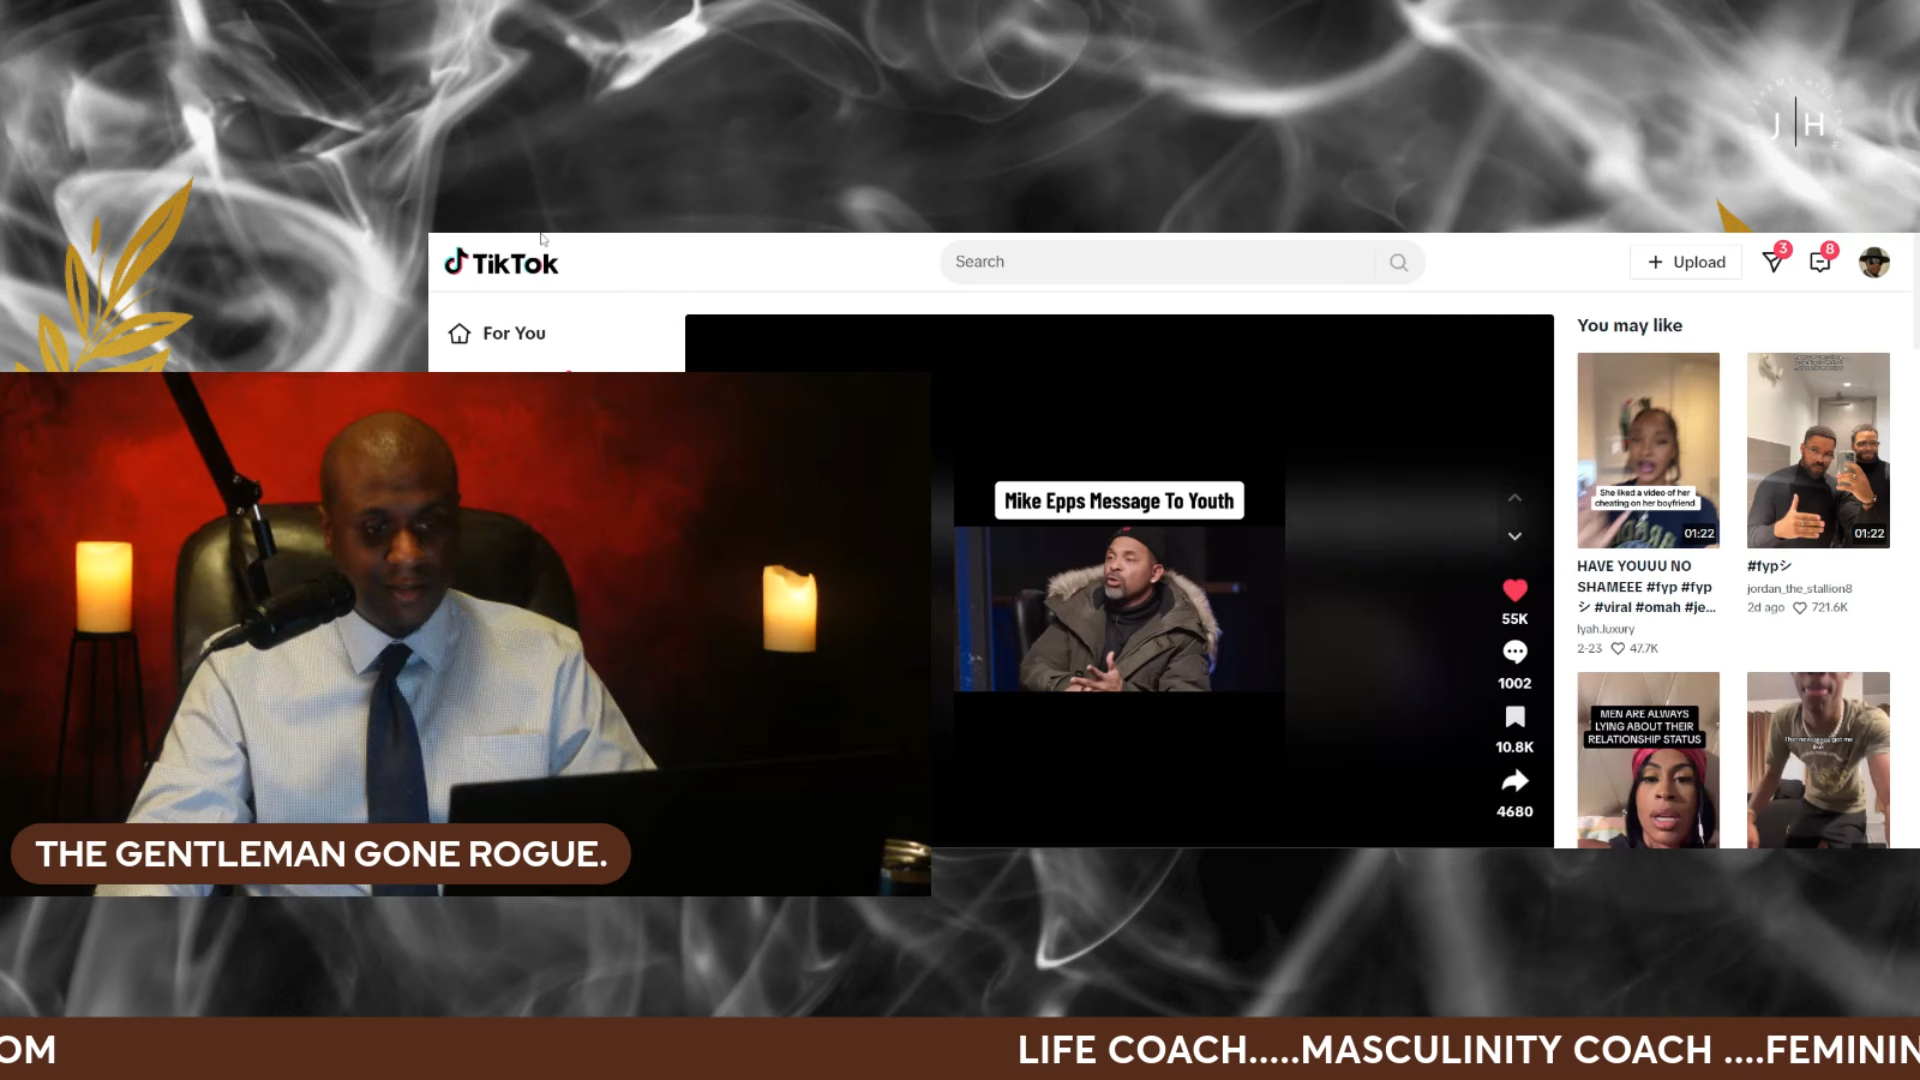 J|H
TikTok
Search
Upload
3
8
For You
You may like
Mike Epps Message To Youth
55K
1002
10.8K
4680
She liked a video of her
cheating on her boyfriend
01:22
HAVE YOUUU NO
SHAMEEE #fyp #fyp
シ #viral #omah #je...
lyah.luxury
2-23 47.7K
01:22
#fypシ
jordan_the_stallion8
2d ago 721.6K
MEN ARE ALWAYS
LYING ABOUT THEIR
RELATIONSHIP STATUS
THE GENTLEMAN GONE ROGUE.
OM
LIFE COACH.....MASCULINITY COACH ....FEMININ